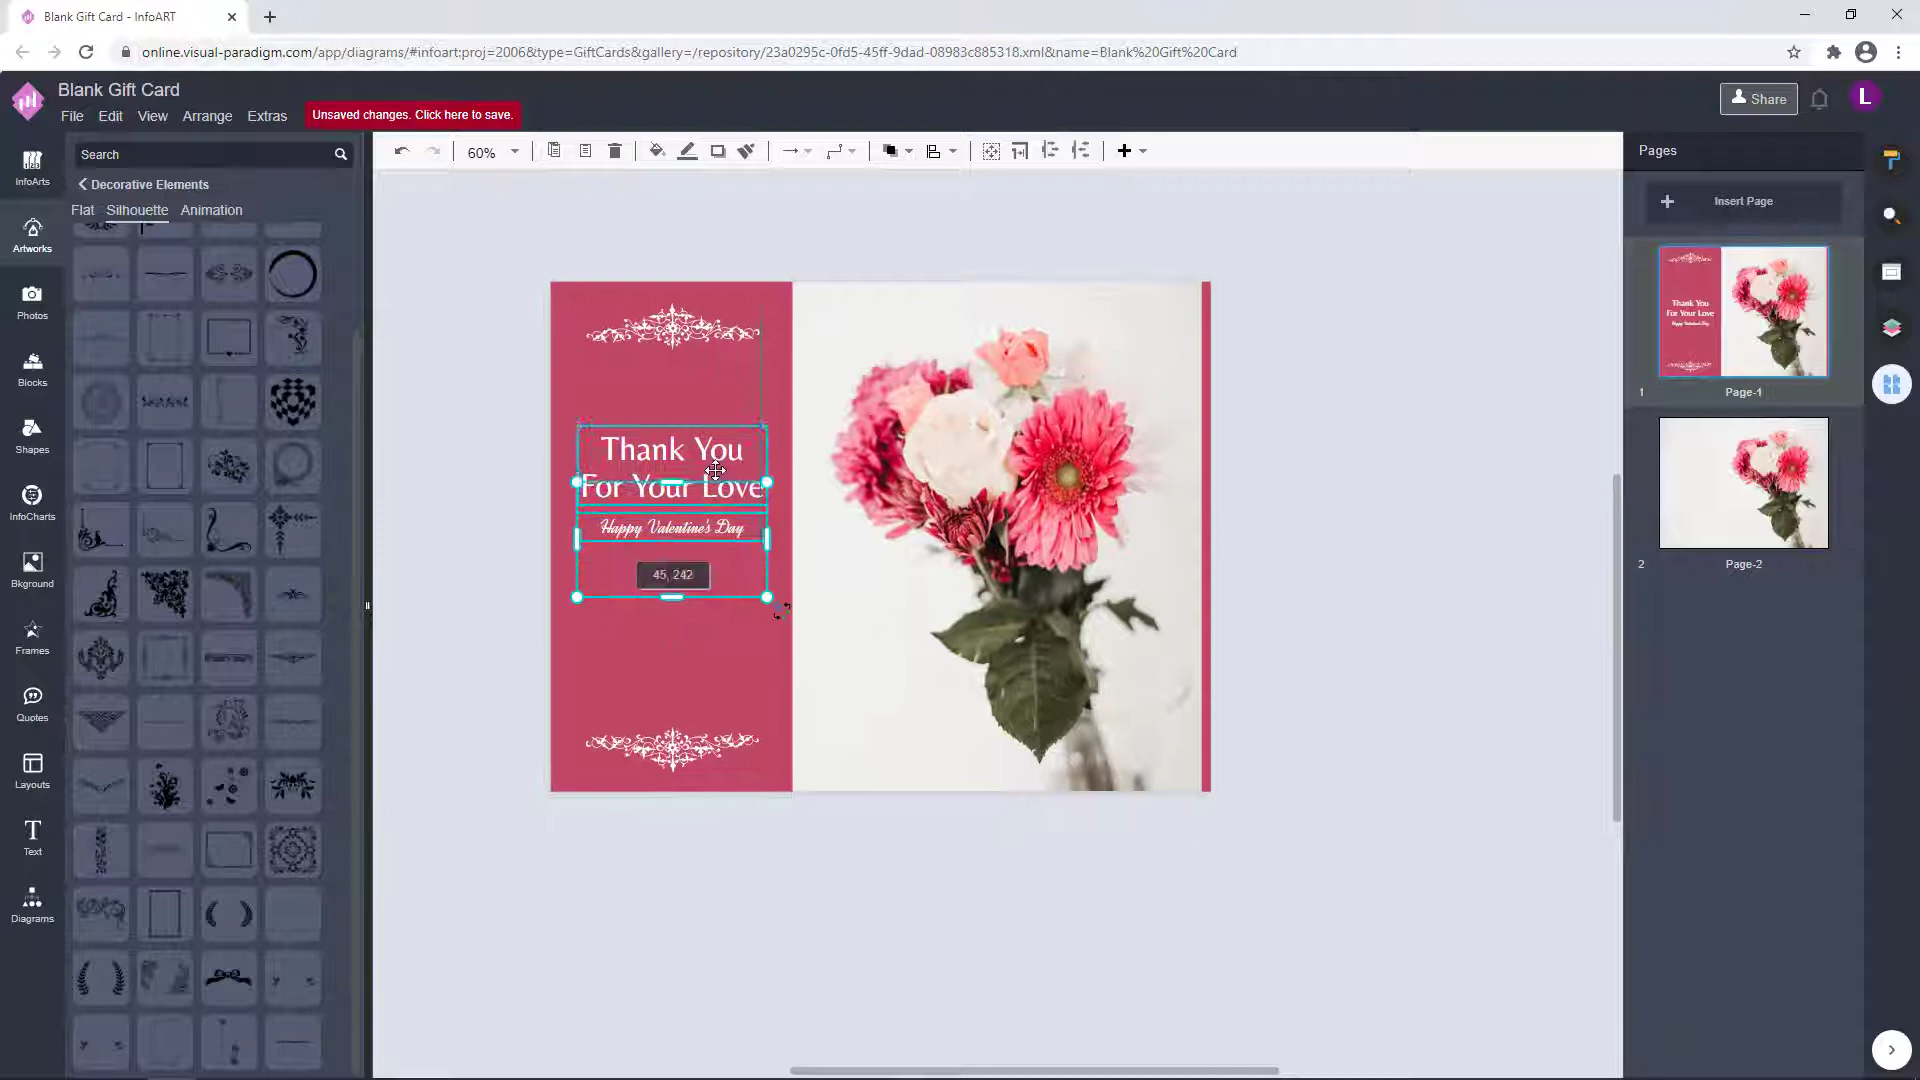 Blank Gift Card - InfoART
online.visual-paradigm.com/app/diagrams/#infoart:proj=2006&type=GiftCards&gallery=/repository/23a0295c-0fd5-45ff-9dad-08983c885318.xml&name=Blank%20Gift%20Card
Blank Gift Card
File Edit View Arrange Extras
Unsaved changes. Click here to save.
Share
L
Search
Decorative Elements
Flat Silhouette Animation
InfoArts
Artworks
Photos
Blocks
Shapes
InfoCharts
Bkground
Frames
Quotes
Layouts
Text
Diagrams
60%
Thank You
For Your Love
Happy Valentine's Day
45, 242
Pages
Insert Page
Thank You
For Your Love
Happy Valentine's Day
1 Page-1
2 Page-2